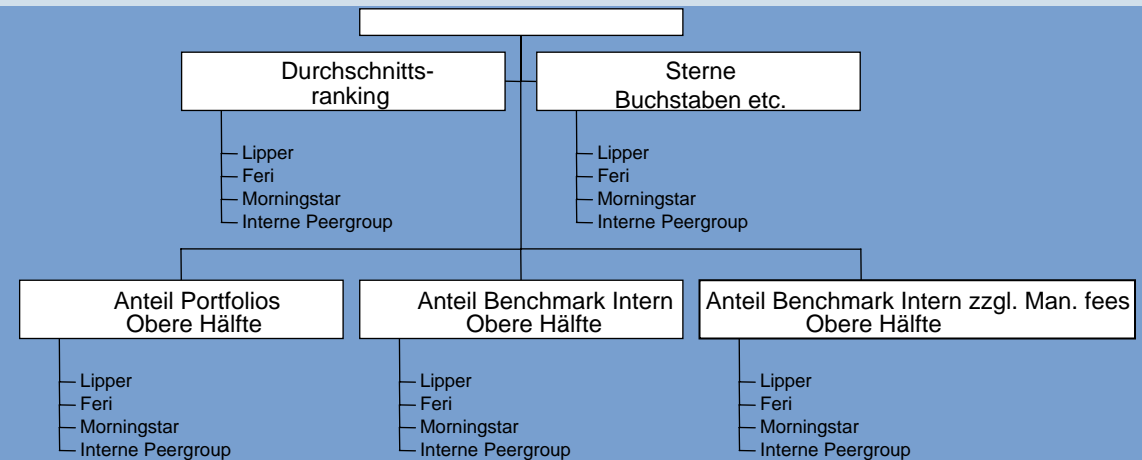 Durchschnitts-
ranking
Lipper
Feri
Morningstar
Interne Peergroup
Sterne
Buchstaben etc.
Lipper
Feri
Morningstar
Interne Peergroup
Anteil Portfolios
Obere Hälfte
Lipper
Feri
Morningstar
Interne Peergroup
Anteil Benchmark Intern
Obere Hälfte
Lipper
Feri
Morningstar
Interne Peergroup
Anteil Benchmark Intern zzgl. Man. fees
Obere Hälfte
Lipper
Feri
Morningstar
Interne Peergroup